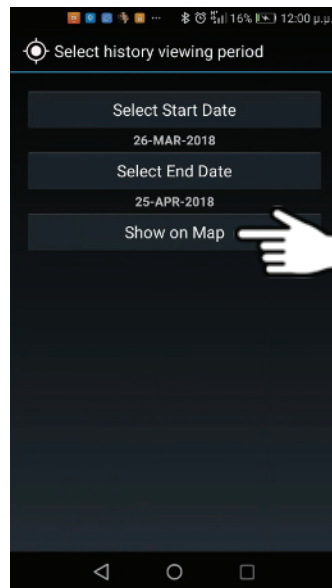 16% 12:00 μ.μ.
Select history viewing period
Select Start Date
26-MAR-2018
Select End Date
25-APR-2018
Show on Map